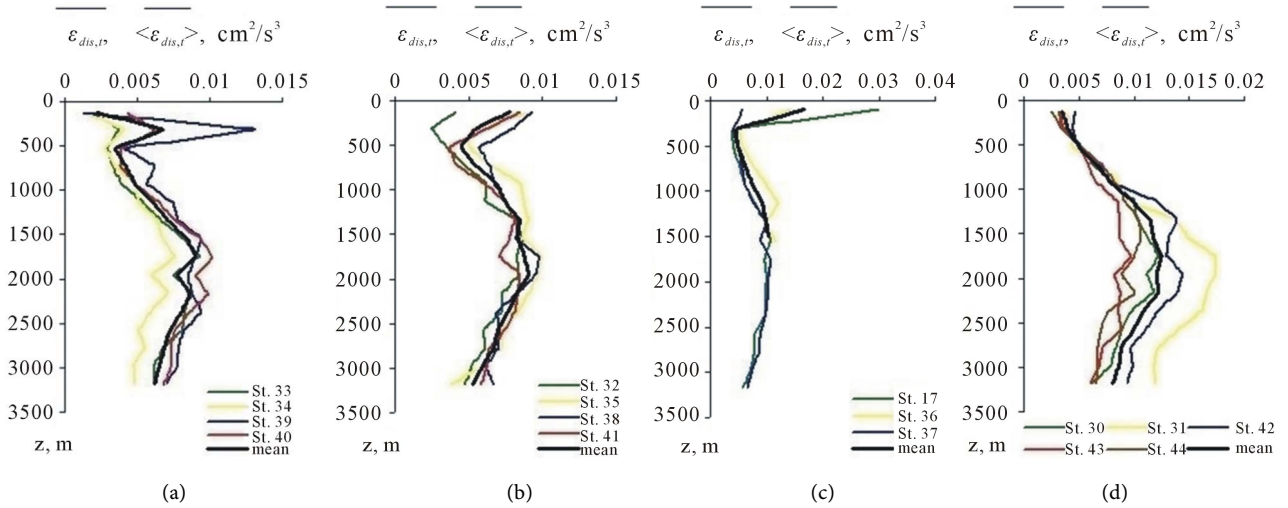 ε_dis,t, <ε_dis,t>, cm²/s³
0 0.005 0.01 0.015
0
500
1000
1500
2000
2500
3000
3500
z, m
St. 33
St. 34
St. 39
St. 40
mean
(a)
ε_dis,t, <ε_dis,t>, cm²/s³
0 0.005 0.01 0.015
0
500
1000
1500
2000
2500
3000
3500
z, m
St. 32
St. 35
St. 38
St. 41
mean
(b)
ε_dis,t, <ε_dis,t>, cm²/s³
0 0.01 0.02 0.03 0.04
0
500
1000
1500
2000
2500
3000
3500
z, m
St. 17
St. 36
St. 37
mean
(c)
ε_dis,t, <ε_dis,t>, cm²/s³
0 0.005 0.01 0.015 0.02
0
500
1000
1500
2000
2500
3000
3500
z, m
St. 30 St. 31 St. 42
St. 43 St. 44 mean
(d)